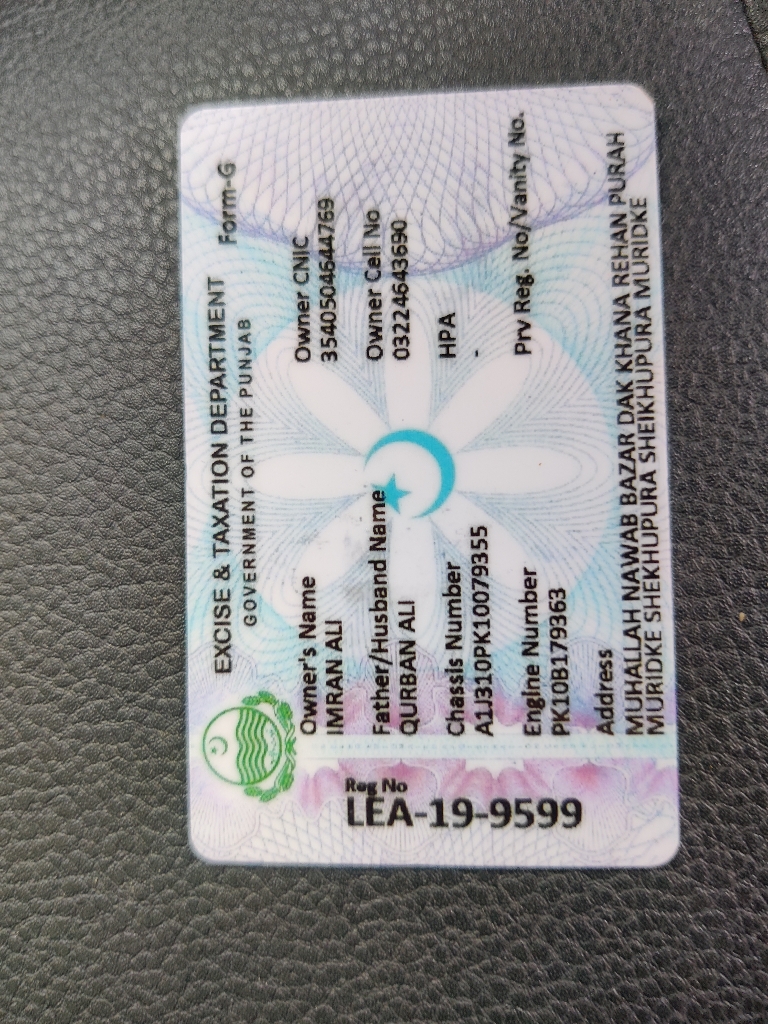 EXCISE & TAXATION DEPARTMENT
GOVERNMENT OF THE PUNJAB
Form-G
Owner's Name
IMRAN ALI
Owner CNIC
3540504644769
Father/Husband Name
QURBAN ALI
Owner Cell No
03224643690
Chassis Number
A1J310PK10079355
HPA
-
Engine Number
PK10B179363
Prv Reg. No/Vanity No.
Address
MUHALLAH NAWAB BAZAR DAK KHANA REHAN PURAH
MURIDKE SHEKHUPURA SHEIKHUPURA MURIDKE
Reg No
LEA-19-9599